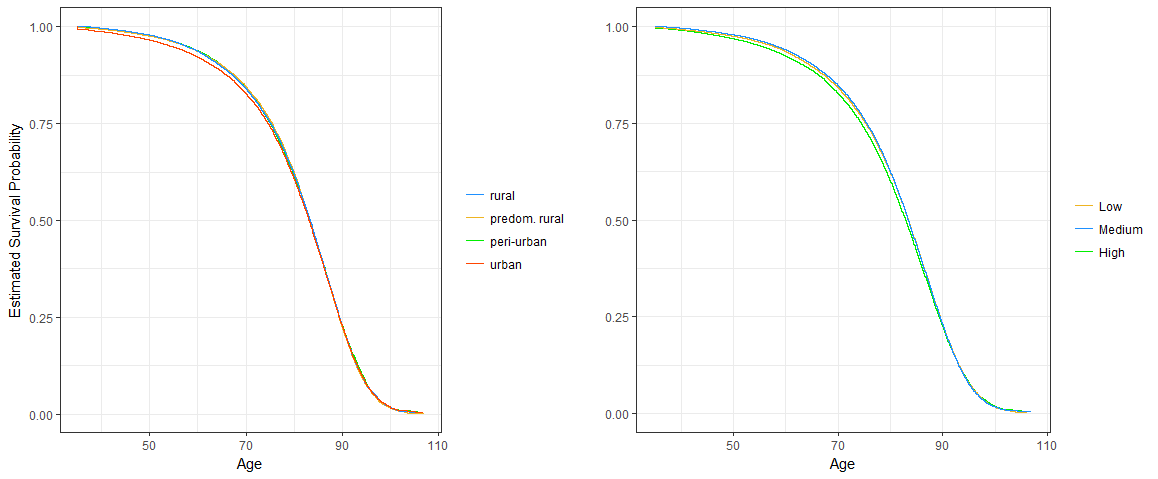 Estimated Survival Probability
1.00
0.75
0.50
0.25
0.00
50
70
90
110
Age
rural
predom. rural
peri-urban
urban
1.00
0.75
0.50
0.25
0.00
50
70
90
110
Age
Low
Medium
High